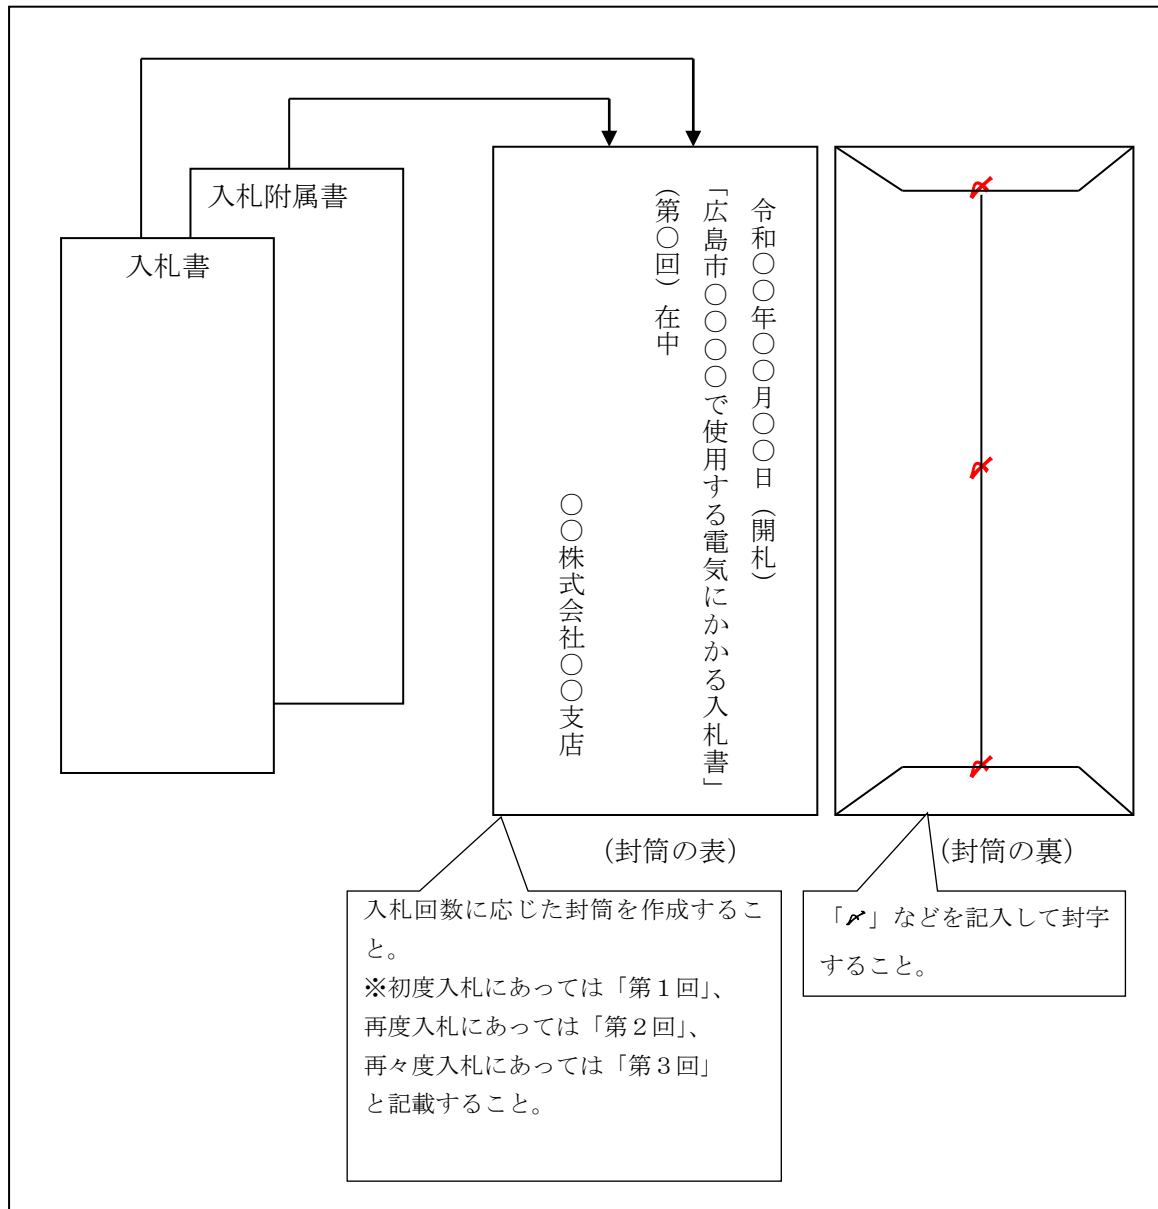 入札附属書
入札書
令和〇〇年〇〇月〇〇日（開札）
「広島市〇〇〇〇で使用する電気にかかる入札書」
（第〇回）在中
〇〇株式会社〇〇支店
〆
〆
〆
（封筒の表）
（封筒の裏）
入札回数に応じた封筒を作成するこ
と。
※初度入札にあっては「第１回」、
再度入札にあっては「第２回」、
再々度入札にあっては「第３回」
と記載すること。
「〆」などを記入して封字
すること。